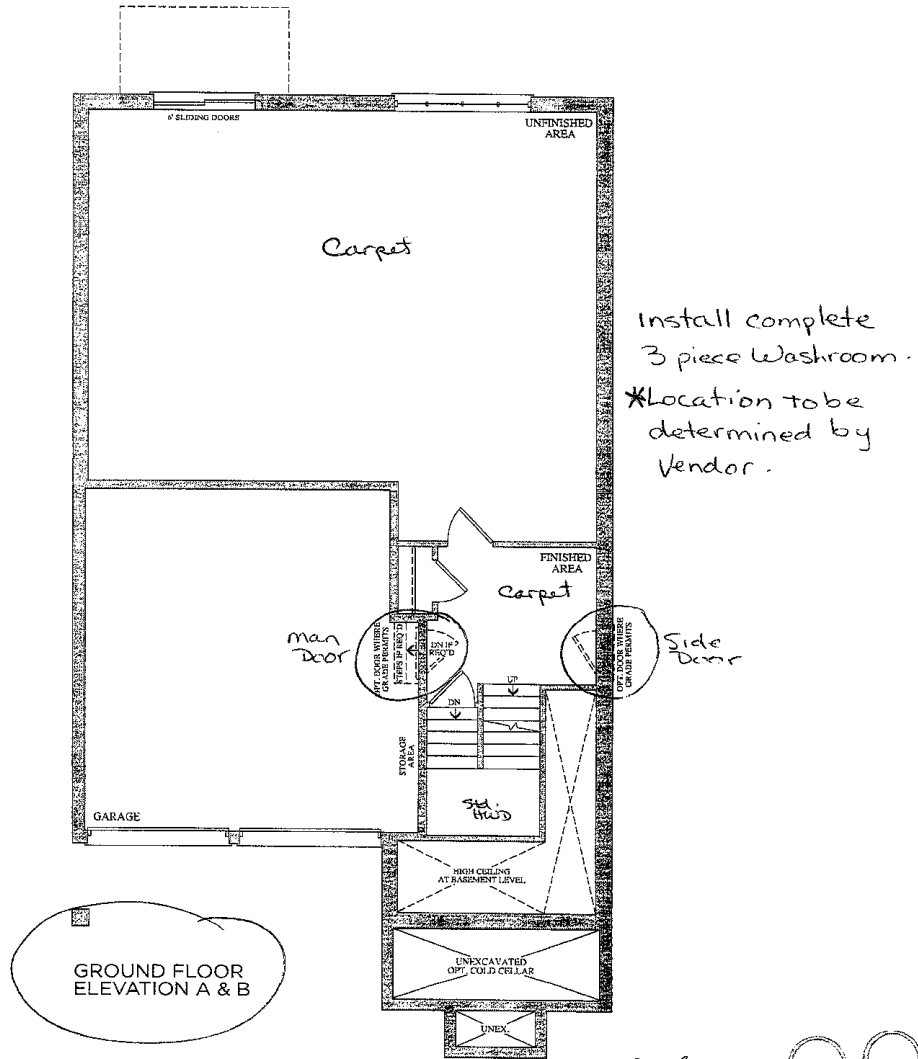 6' SLIDING DOORS
UNFINISHED
AREA
Carpet
Install complete
3 piece Washroom.
*Location to be
determined by
Vendor.
FINISHED
AREA
Carpet
man
Door
OPT. DOOR WHERE
GRADE PERMITS
STEPS IF REQ'D
DN IF
REQ'D
OPT. DOOR WHERE
GRADE PERMITS
Side
Door
UP
DN
STORAGE
AREA
Std.
HWD
GARAGE
HIGH CEILING
AT BASEMENT LEVEL
GROUND FLOOR
ELEVATION A & B
UNEXCAVATED
OPT. COLD CELLAR
UNEX.